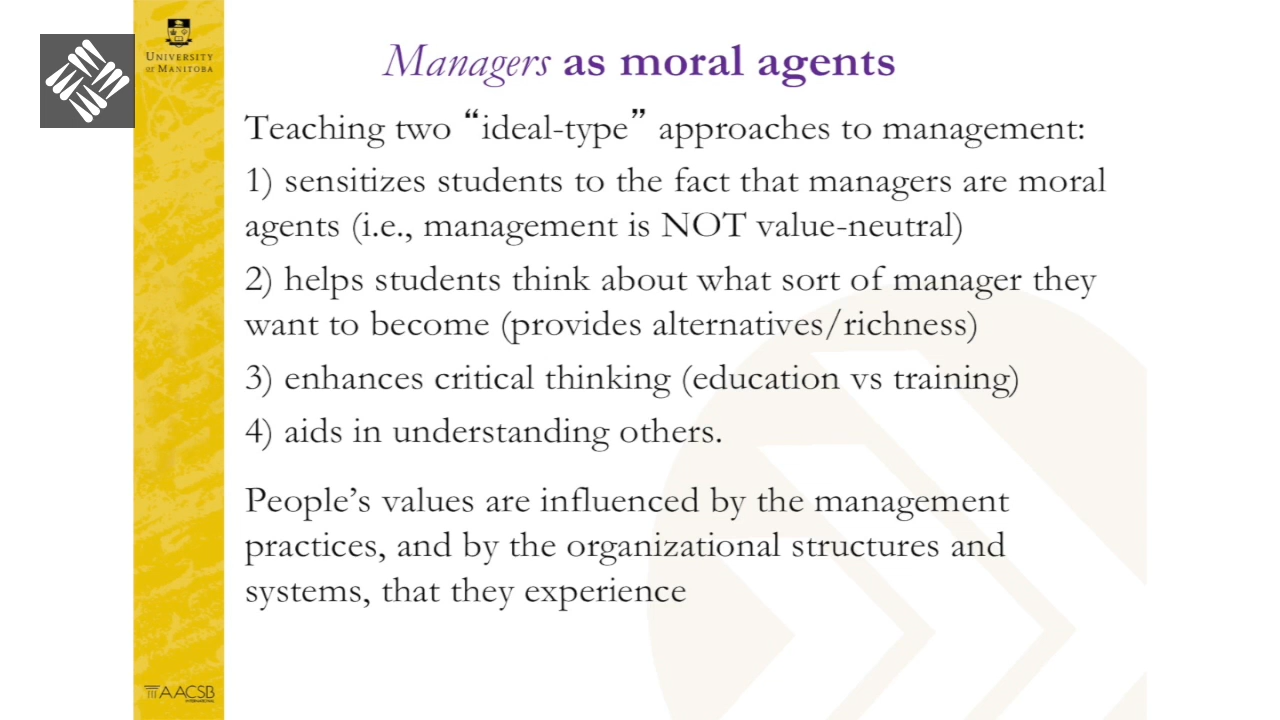 UNIVERSITY
OF MANITOBA
Managers as moral agents
Teaching two “ideal-type” approaches to management:
1) sensitizes students to the fact that managers are moral
agents (i.e., management is NOT value-neutral)
2) helps students think about what sort of manager they
want to become (provides alternatives/richness)
3) enhances critical thinking (education vs training)
4) aids in understanding others.
People’s values are influenced by the management
practices, and by the organizational structures and
systems, that they experience
AACSB
INTERNATIONAL